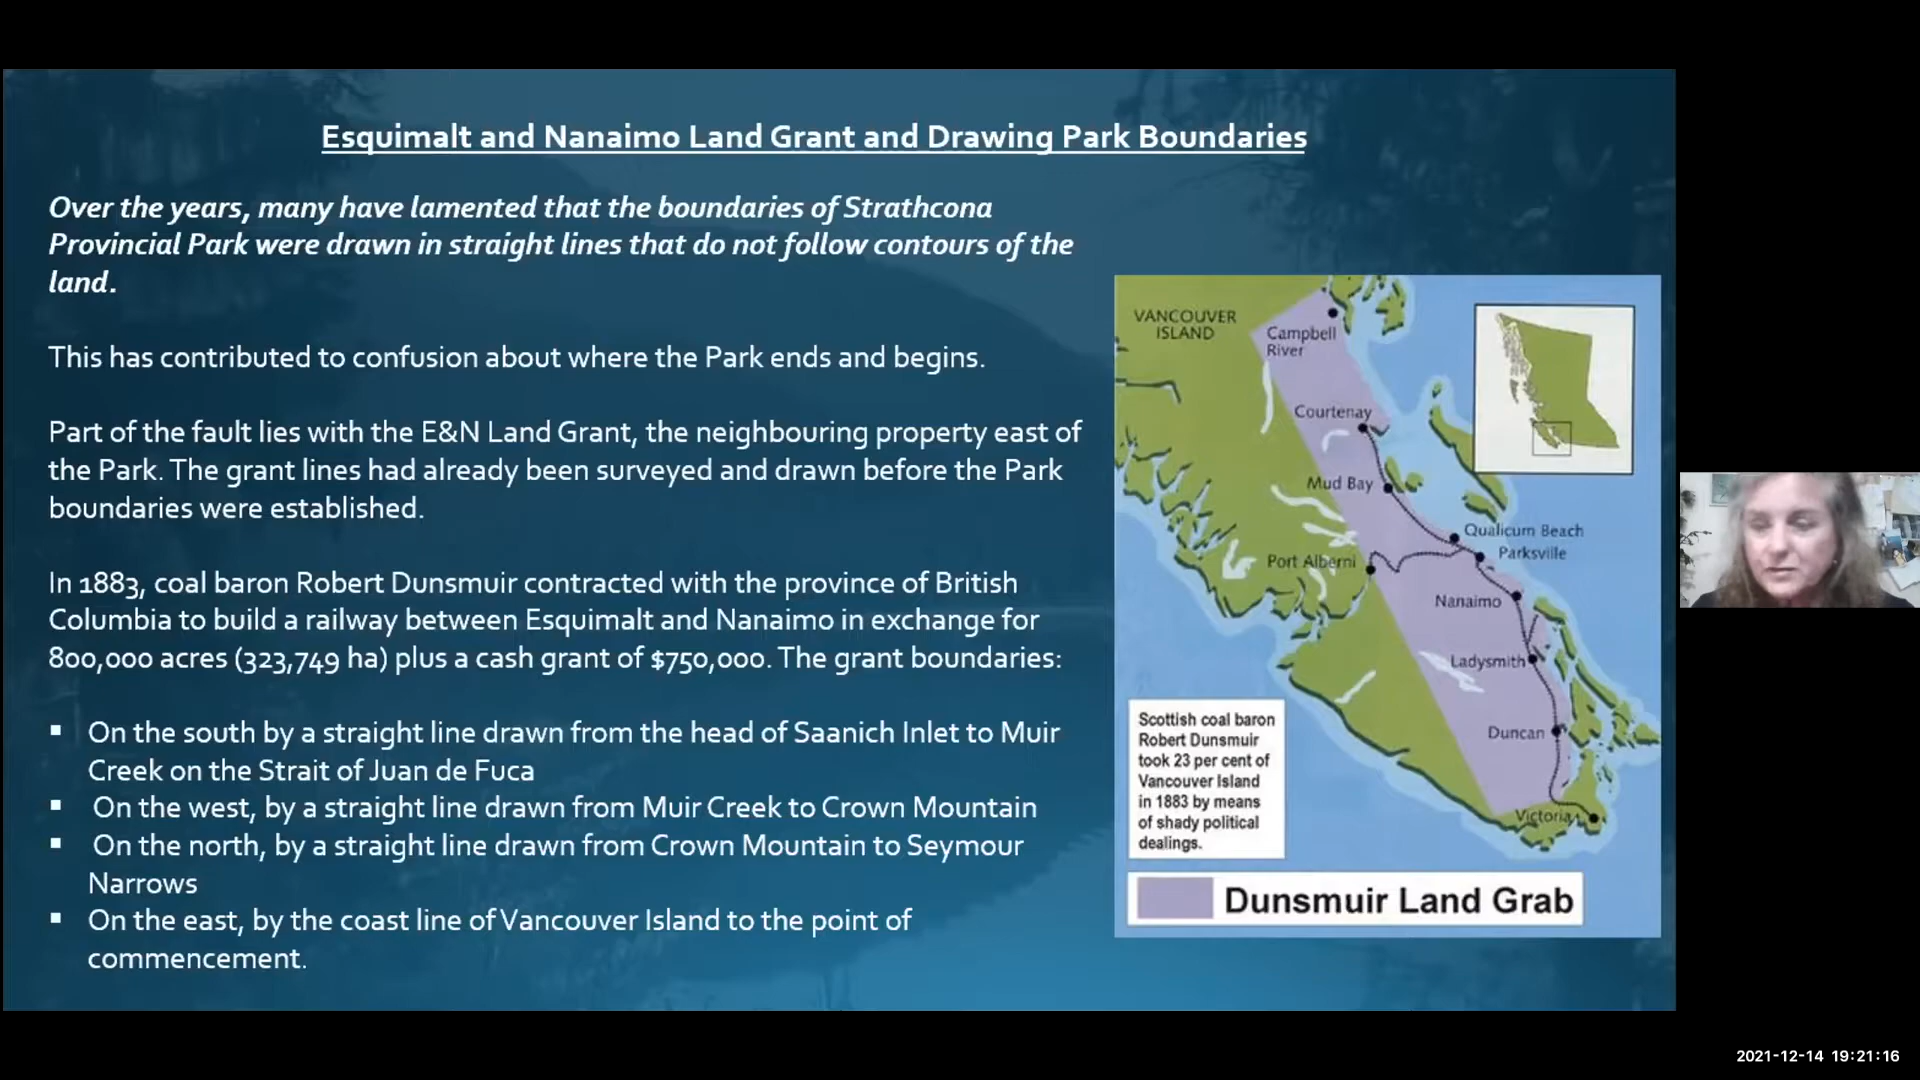 Esquimalt and Nanaimo Land Grant and Drawing Park Boundaries
Over the years, many have lamented that the boundaries of Strathcona
Provincial Park were drawn in straight lines that do not follow contours of the
land.
This has contributed to confusion about where the Park ends and begins.
Part of the fault lies with the E&N Land Grant, the neighbouring property east of
the Park. The grant lines had already been surveyed and drawn before the Park
boundaries were established.
In 1883, coal baron Robert Dunsmuir contracted with the province of British
Columbia to build a railway between Esquimalt and Nanaimo in exchange for
800,000 acres (323,749 ha) plus a cash grant of $750,000. The grant boundaries:
▪ On the south by a straight line drawn from the head of Saanich Inlet to Muir
Creek on the Strait of Juan de Fuca
▪ On the west, by a straight line drawn from Muir Creek to Crown Mountain
▪ On the north, by a straight line drawn from Crown Mountain to Seymour
Narrows
▪ On the east, by the coast line of Vancouver Island to the point of
commencement.
VANCOUVER
ISLAND
Campbell
River
Courtenay
Mud Bay
Qualicum Beach
Parksville
Port Alberni
Nanaimo
Ladysmith
Duncan
Victoria
Scottish coal baron
Robert Dunsmuir
took 23 per cent of
Vancouver Island
in 1883 by means
of shady political
dealings.
Dunsmuir Land Grab
2021-12-14 19:21:16